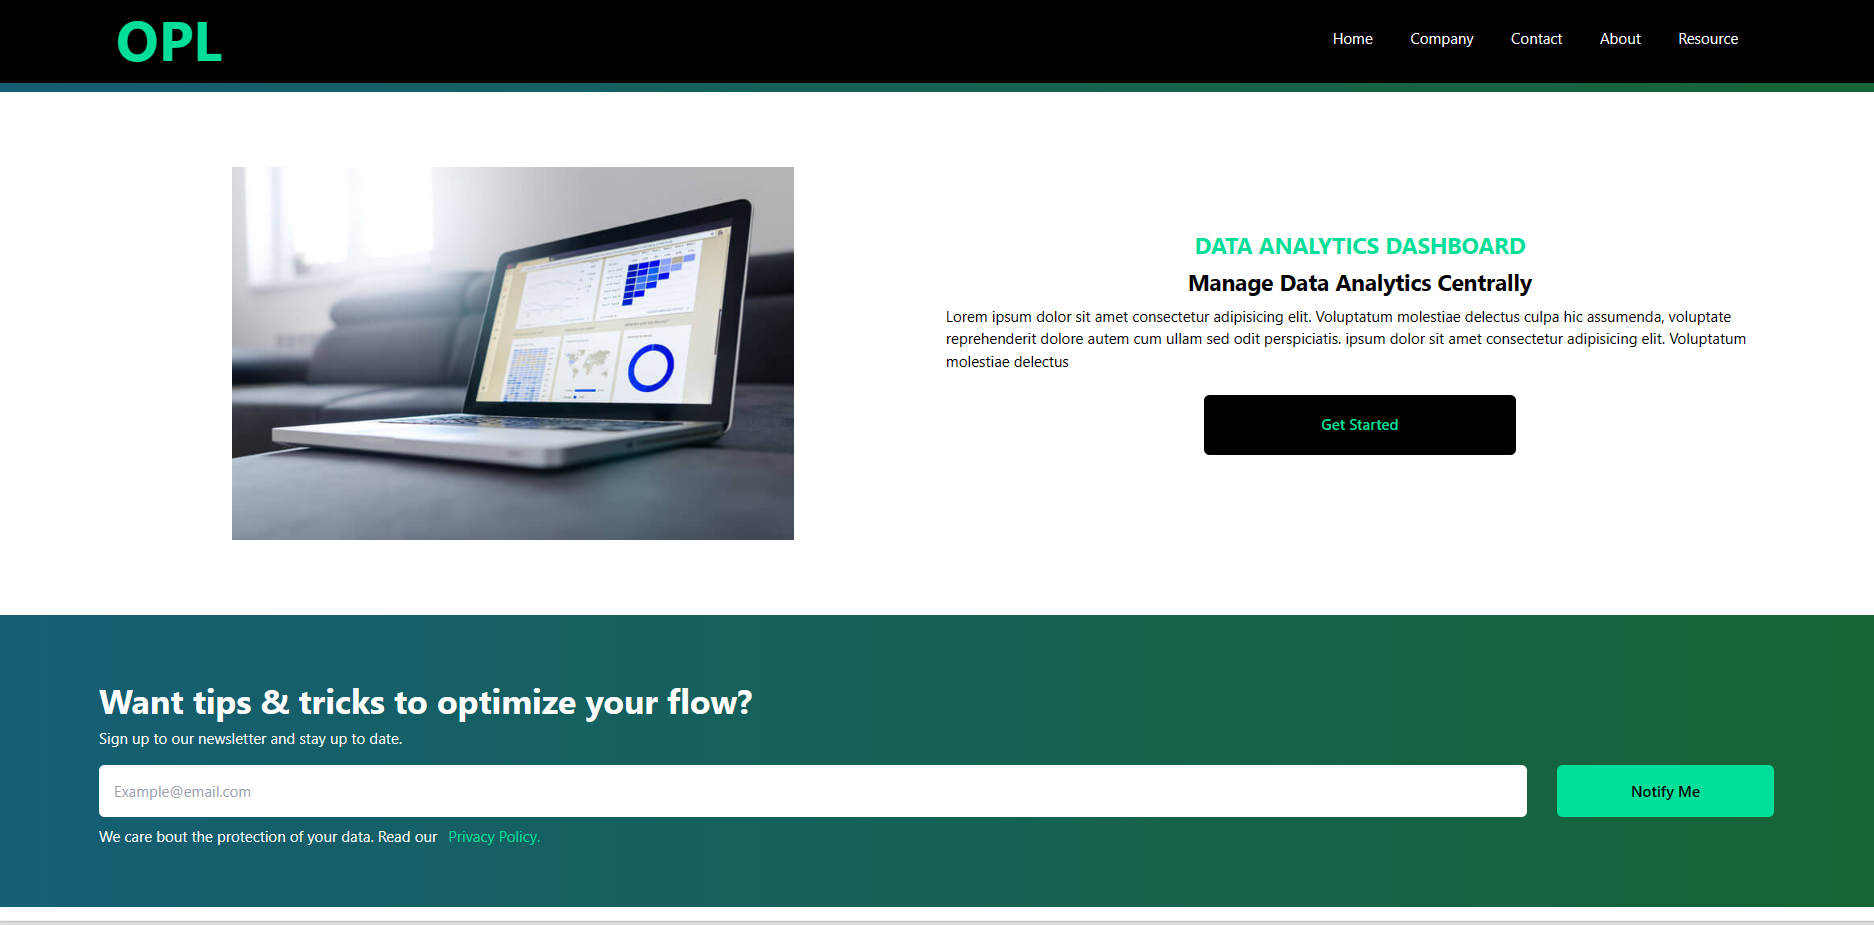 OPL
Home Company Contact About Resource
DATA ANALYTICS DASHBOARD
Manage Data Analytics Centrally
Lorem ipsum dolor sit amet consectetur adipisicing elit. Voluptatum molestiae delectus culpa hic assumenda, voluptate
reprehenderit dolore autem cum ullam sed odit perspiciatis. ipsum dolor sit amet consectetur adipisicing elit. Voluptatum
molestiae delectus
Get Started
Want tips & tricks to optimize your flow?
Sign up to our newsletter and stay up to date.
Example@email.com
Notify Me
We care bout the protection of your data. Read our Privacy Policy.